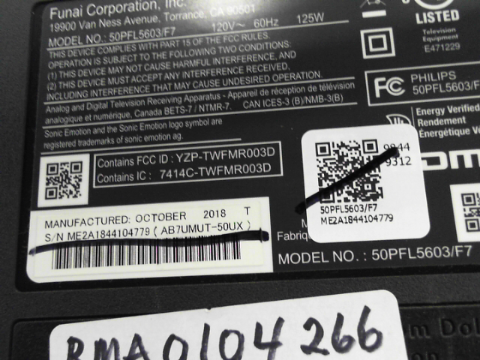 Funai Corporation, Inc.
19900 Van Ness Avenue, Torrance, CA 90501
MODEL NO.: 50PFL5603/F7 120V~ 60Hz 125W
THIS DEVICE COMPLIES WITH PART 15 OF THE FCC RULES.
OPERATION IS SUBJECT TO THE FOLLOWING TWO CONDITIONS:
(1) THIS DEVICE MAY NOT CAUSE HARMFUL INTERFERENCE, AND
(2) THIS DEVICE MUST ACCEPT ANY INTERFERENCE RECEIVED,
INCLUDING INTERFERENCE THAT MAY CAUSE UNDESIRED OPERATION.
Analog and Digital Television Receiving Apparatus - Appareil de réception de télévision
analogique et numérique, Canada BETS-7 / NTMR-7. CAN ICES-3 (B)/NMB-3(B)
Sonic Emotion and the Sonic Emotion logo symbol are
registered trademarks
Contains FCC ID : YZP-TWFMR003D
Contains IC : 7414C-TWFMR003D
MANUFACTURED: OCTOBER 2018 T
S/N ME2A1844104779 ( AB7UMUT-50UX )
LISTED
Television
Equipment
E471229
FC
PHILIPS
50PFL5603/F7
Energy Verified
Rendement
Énergétique
9844
9312
50PFL5603/F7
ME2A1844104779
Fabriq
MODEL NO. : 50PFL5603/F7
RMA0104266